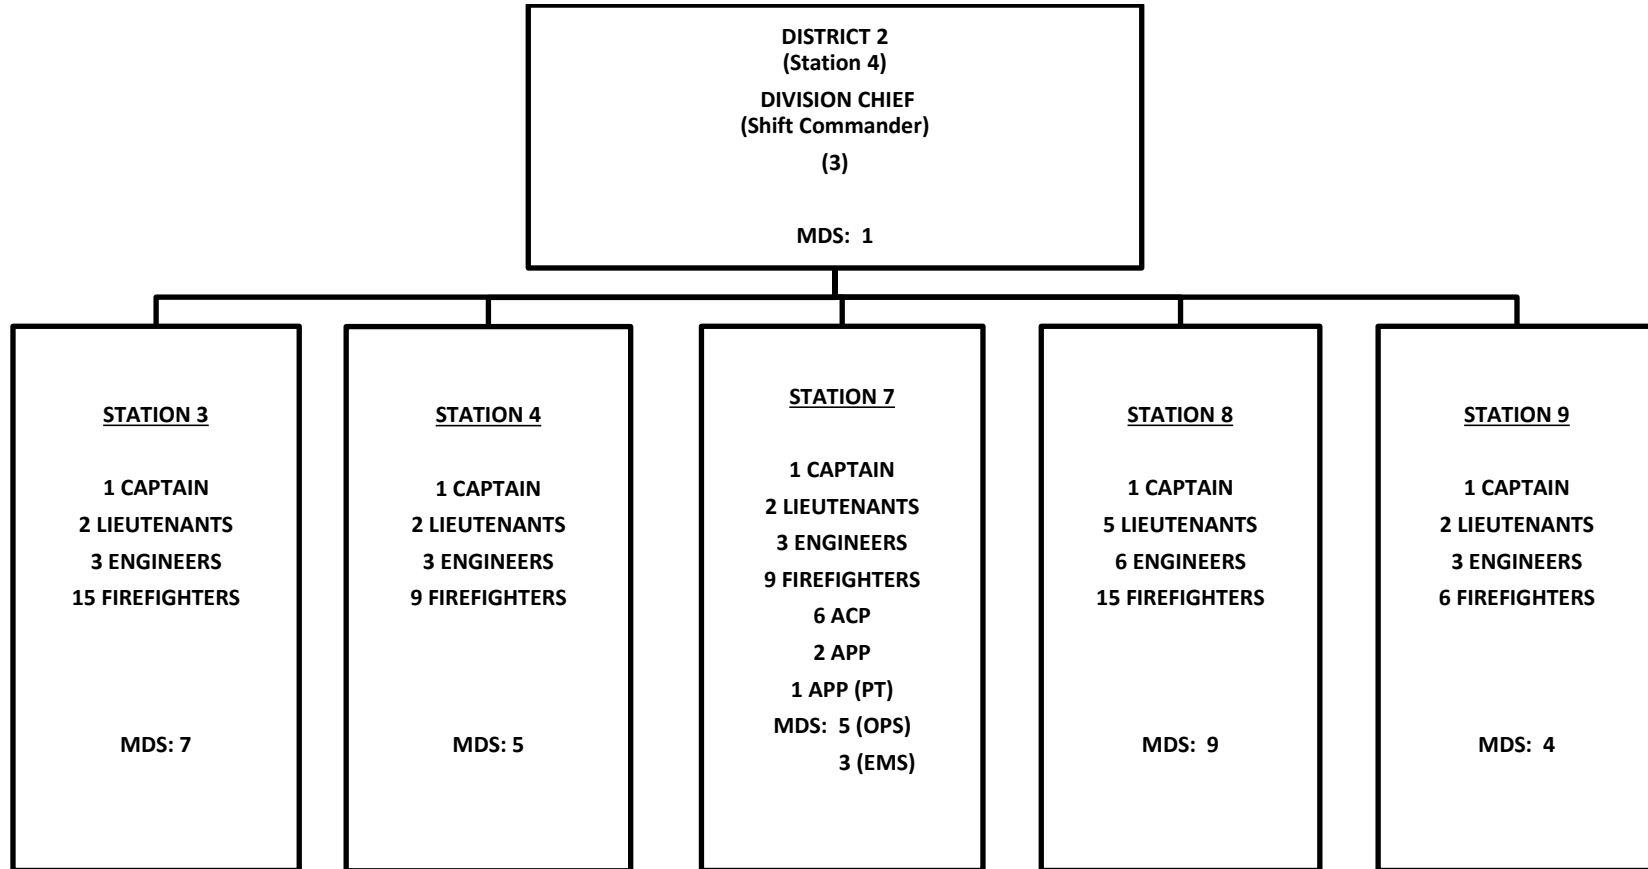 DISTRICT 2
(Station 4)
DIVISION CHIEF
(Shift Commander)
(3)
MDS:  1
STATION 3
1 CAPTAIN
2 LIEUTENANTS
3 ENGINEERS
15 FIREFIGHTERS
MDS: 7
STATION 4
1 CAPTAIN
2 LIEUTENANTS
3 ENGINEERS
9 FIREFIGHTERS
MDS: 5
STATION 7
1 CAPTAIN
2 LIEUTENANTS
3 ENGINEERS
9 FIREFIGHTERS
6 ACP
2 APP
1 APP (PT)
MDS:  5 (OPS)
3 (EMS)
STATION 8
1 CAPTAIN
5 LIEUTENANTS
6 ENGINEERS
15 FIREFIGHTERS
MDS:  9
STATION 9
1 CAPTAIN
2 LIEUTENANTS
3 ENGINEERS
6 FIREFIGHTERS
MDS:  4